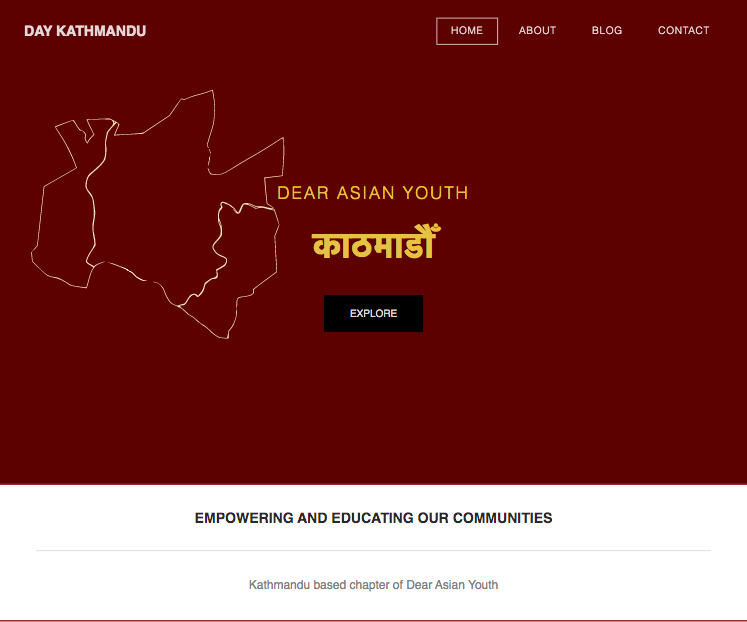 DAY KATHMANDU
HOME ABOUT BLOG CONTACT
DEAR ASIAN YOUTH
काठमाडौँ
EXPLORE
EMPOWERING AND EDUCATING OUR COMMUNITIES
Kathmandu based chapter of Dear Asian Youth